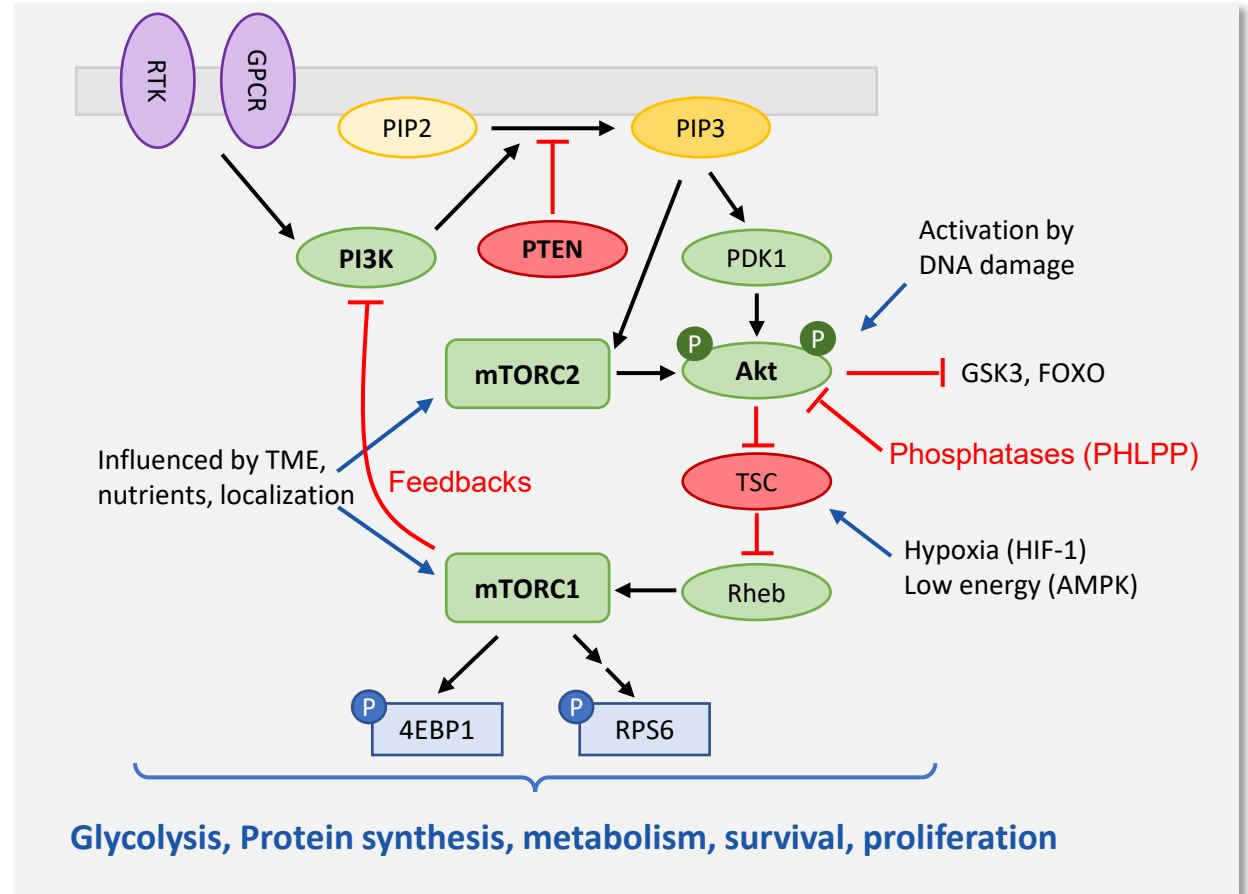 RTK
GPCR
PIP2
PIP3
PI3K
PTEN
PDK1
Activation by
DNA damage
P
P
mTORC2
Akt
GSK3, FOXO
Phosphatases (PHLPP)
Influenced by TME,
nutrients, localization
Feedbacks
TSC
Hypoxia (HIF-1)
Low energy (AMPK)
mTORC1
Rheb
P
4EBP1
P
RPS6
Glycolysis, Protein synthesis, metabolism, survival, proliferation